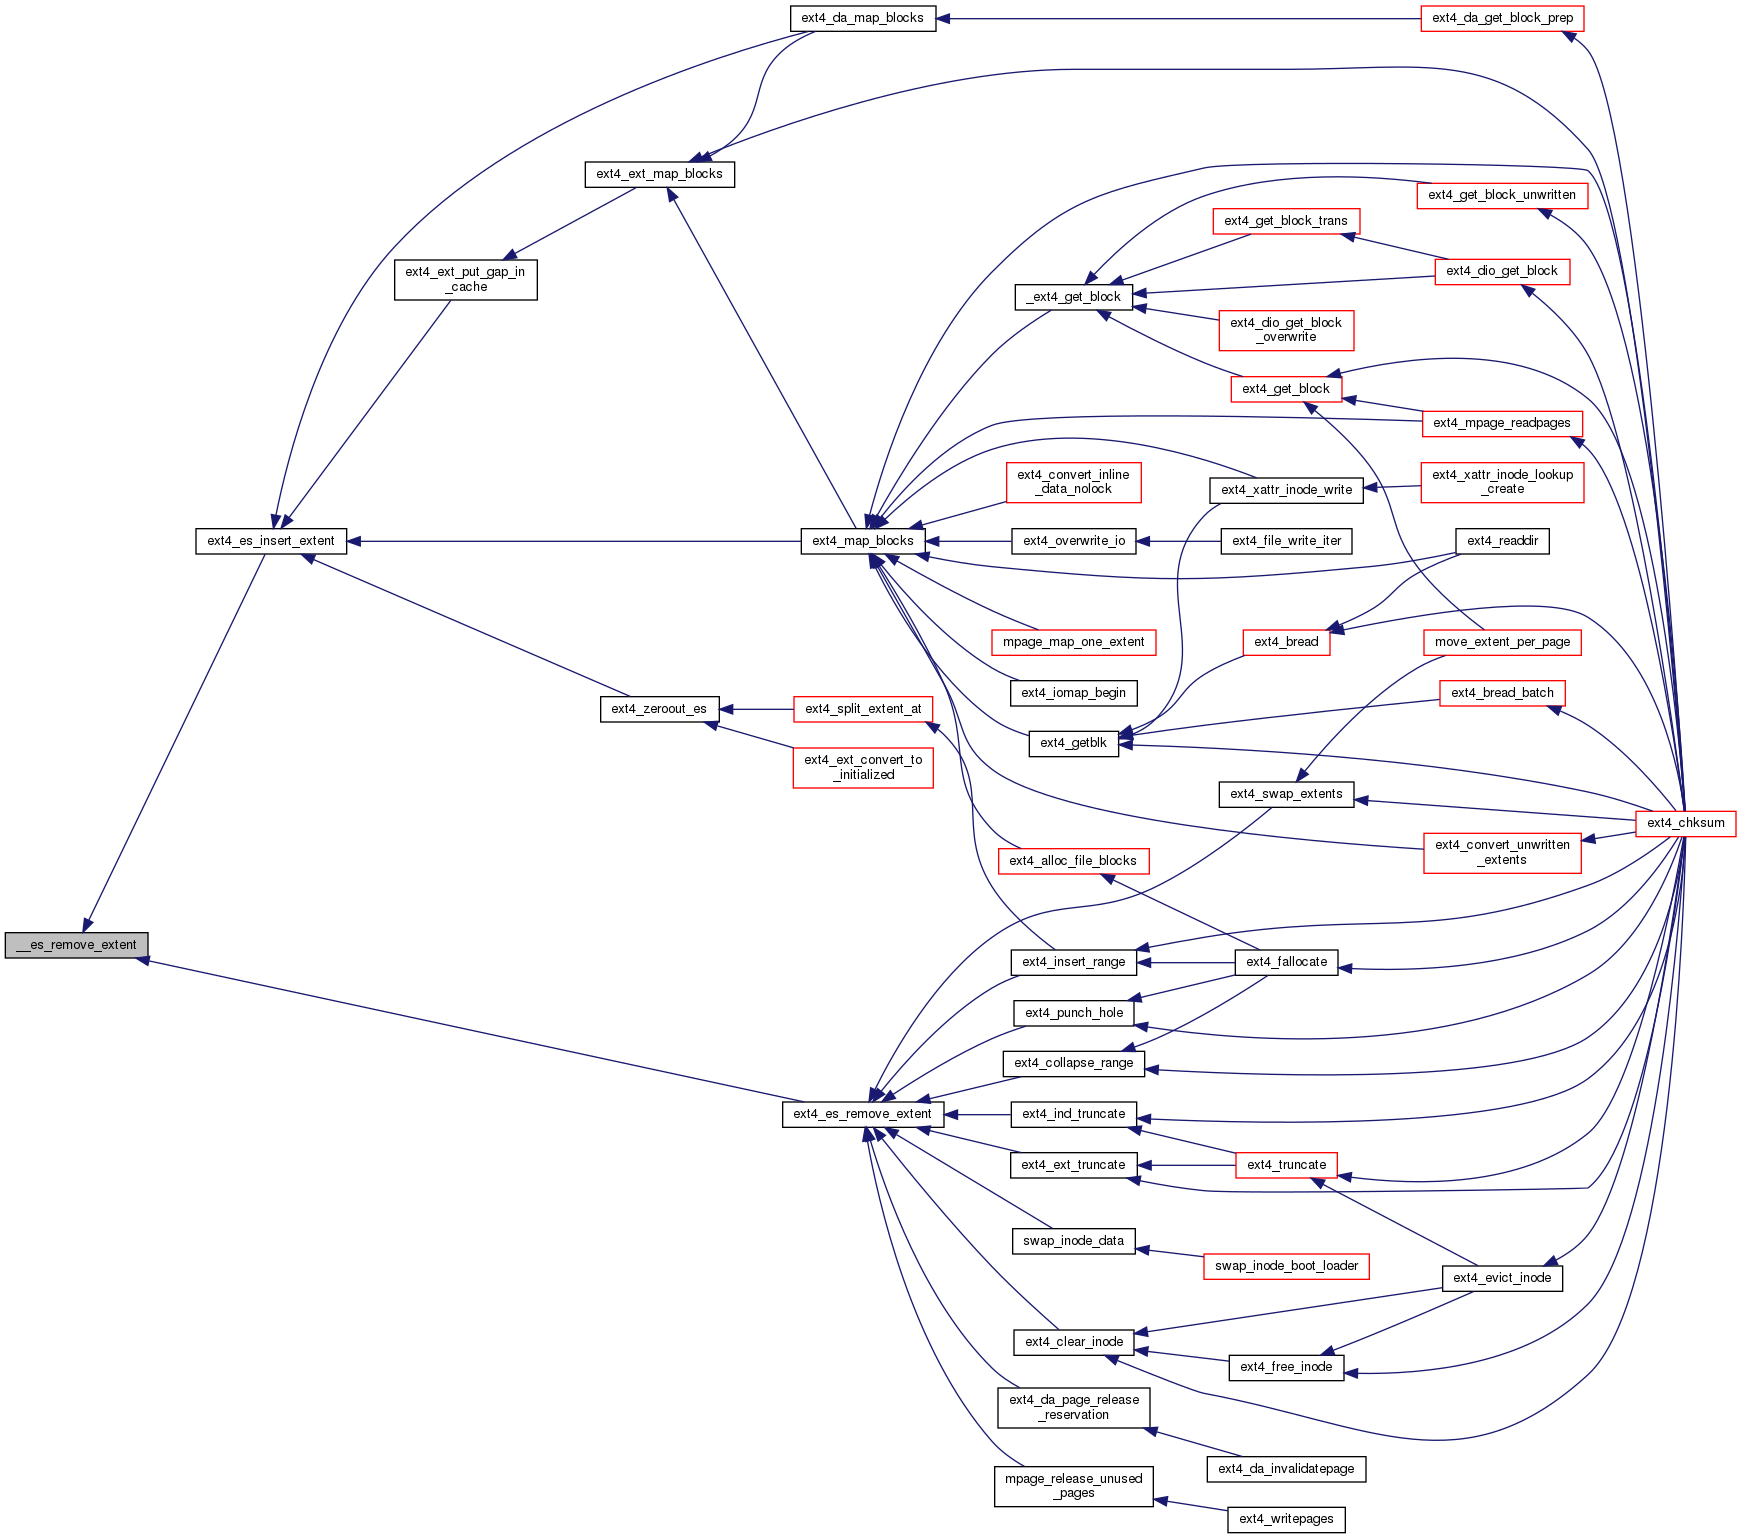 ext4_da_map_blocks
ext4_da_get_block_prep
ext4_ext_map_blocks
ext4_get_block_unwritten
ext4_get_block_trans
ext4_ext_put_gap_in
_cache
ext4_dio_get_block
_ext4_get_block
ext4_dio_get_block
_overwrite
ext4_get_block
ext4_mpage_readpages
ext4_convert_inline
_data_nolock
ext4_xattr_inode_write
ext4_xattr_inode_lookup
_create
ext4_es_insert_extent
ext4_map_blocks
ext4_overwrite_io
ext4_file_write_iter
ext4_readdir
mpage_map_one_extent
ext4_bread
move_extent_per_page
ext4_iomap_begin
ext4_bread_batch
ext4_zeroout_es
ext4_split_extent_at
ext4_getblk
ext4_ext_convert_to
_initialized
ext4_swap_extents
ext4_chksum
ext4_convert_unwritten
_extents
ext4_alloc_file_blocks
__es_remove_extent
ext4_insert_range
ext4_fallocate
ext4_punch_hole
ext4_collapse_range
ext4_es_remove_extent
ext4_ind_truncate
ext4_ext_truncate
ext4_truncate
swap_inode_data
swap_inode_boot_loader
ext4_evict_inode
ext4_clear_inode
ext4_free_inode
ext4_da_page_release
_reservation
ext4_da_invalidatepage
mpage_release_unused
_pages
ext4_writepages